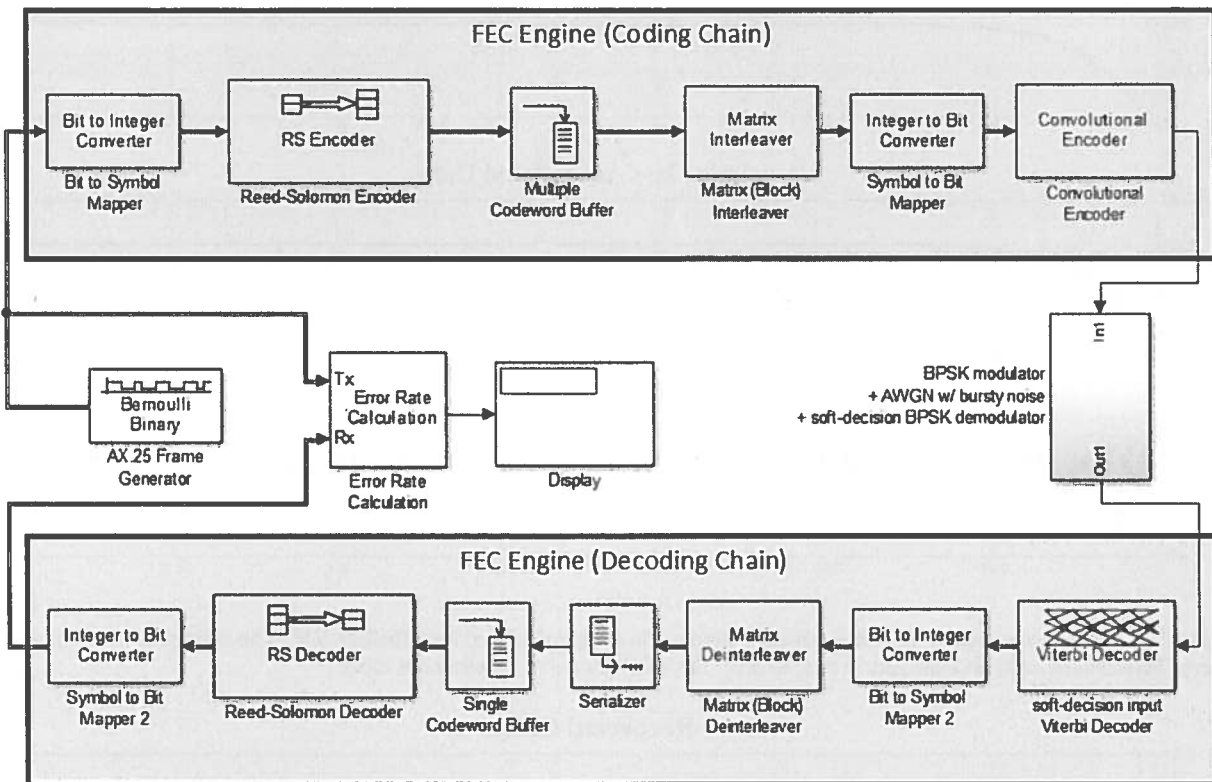 FEC Engine (Coding Chain)
Bit to Integer
Converter
Bit to Symbol
Mapper
RS Encoder
Reed-Solomon Encoder
Multiple
Codeword Buffer
Matrix
Interleaver
Matrix (Block)
Interleaver
Integer to Bit
Converter
Symbol to Bit
Mapper
Convolutional
Encoder
Convolutional
Encoder
Bernoulli
Binary
AX.25 Frame
Generator
Tx
Error Rate
Calculation
Rx
Error Rate
Calculation
Display
BPSK modulator
+ AWGN w/ bursty noise
+ soft-decision BPSK demodulator
In1
Out1
FEC Engine (Decoding Chain)
Integer to Bit
Converter
Symbol to Bit
Mapper 2
RS Decoder
Reed-Solomon Decoder
Single
Codeword Buffer
Serializer
Matrix
Deinterleaver
Matrix (Block)
Deinterleaver
Bit to Integer
Converter
Bit to Symbol
Mapper 2
Viterbi Decoder
soft-decision input
Viterbi Decoder